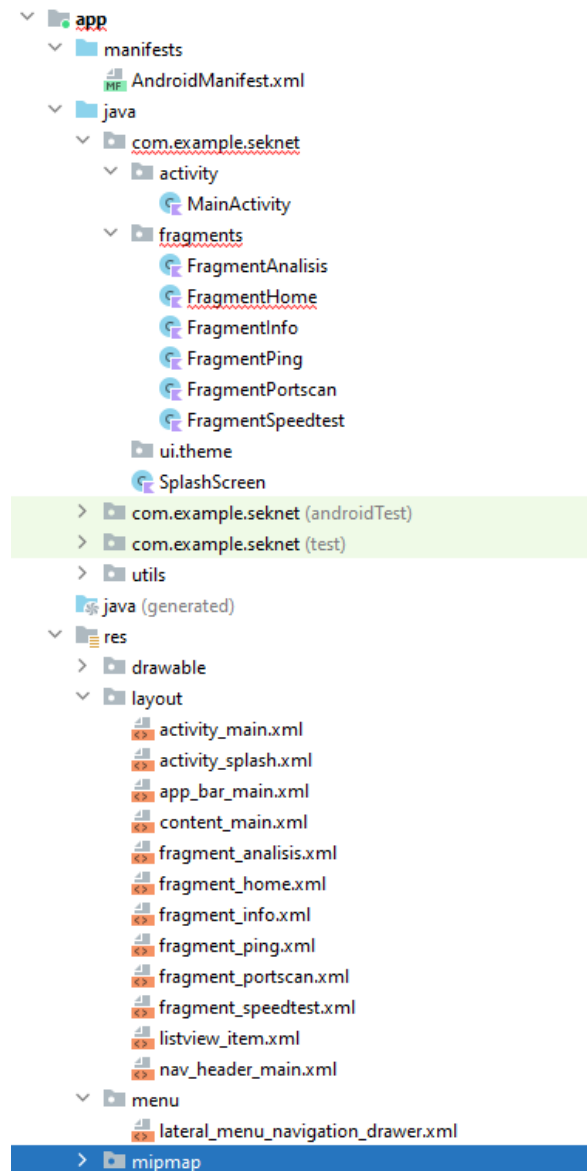 app
manifests
MF AndroidManifest.xml
java
com.example.seknet
activity
MainActivity
fragments
FragmentAnalisis
FragmentHome
FragmentInfo
FragmentPing
FragmentPortscan
FragmentSpeedtest
ui.theme
SplashScreen
com.example.seknet (androidTest)
com.example.seknet (test)
utils
java (generated)
res
drawable
layout
activity_main.xml
activity_splash.xml
app_bar_main.xml
content_main.xml
fragment_analisis.xml
fragment_home.xml
fragment_info.xml
fragment_ping.xml
fragment_portscan.xml
fragment_speedtest.xml
listview_item.xml
nav_header_main.xml
menu
lateral_menu_navigation_drawer.xml
mipmap